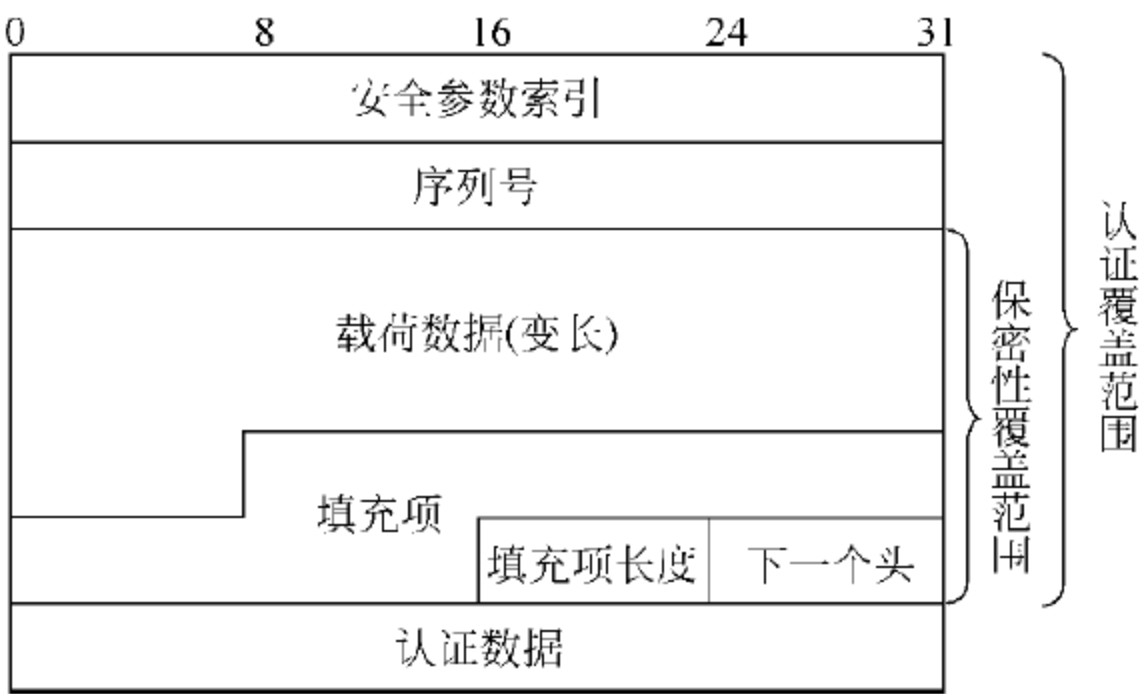 0 8 16 24 31
安全参数索引
序列号
载荷数据(变长)
填充项
填充项长度 下一个头
认证数据
保密性覆盖范围
认证覆盖范围